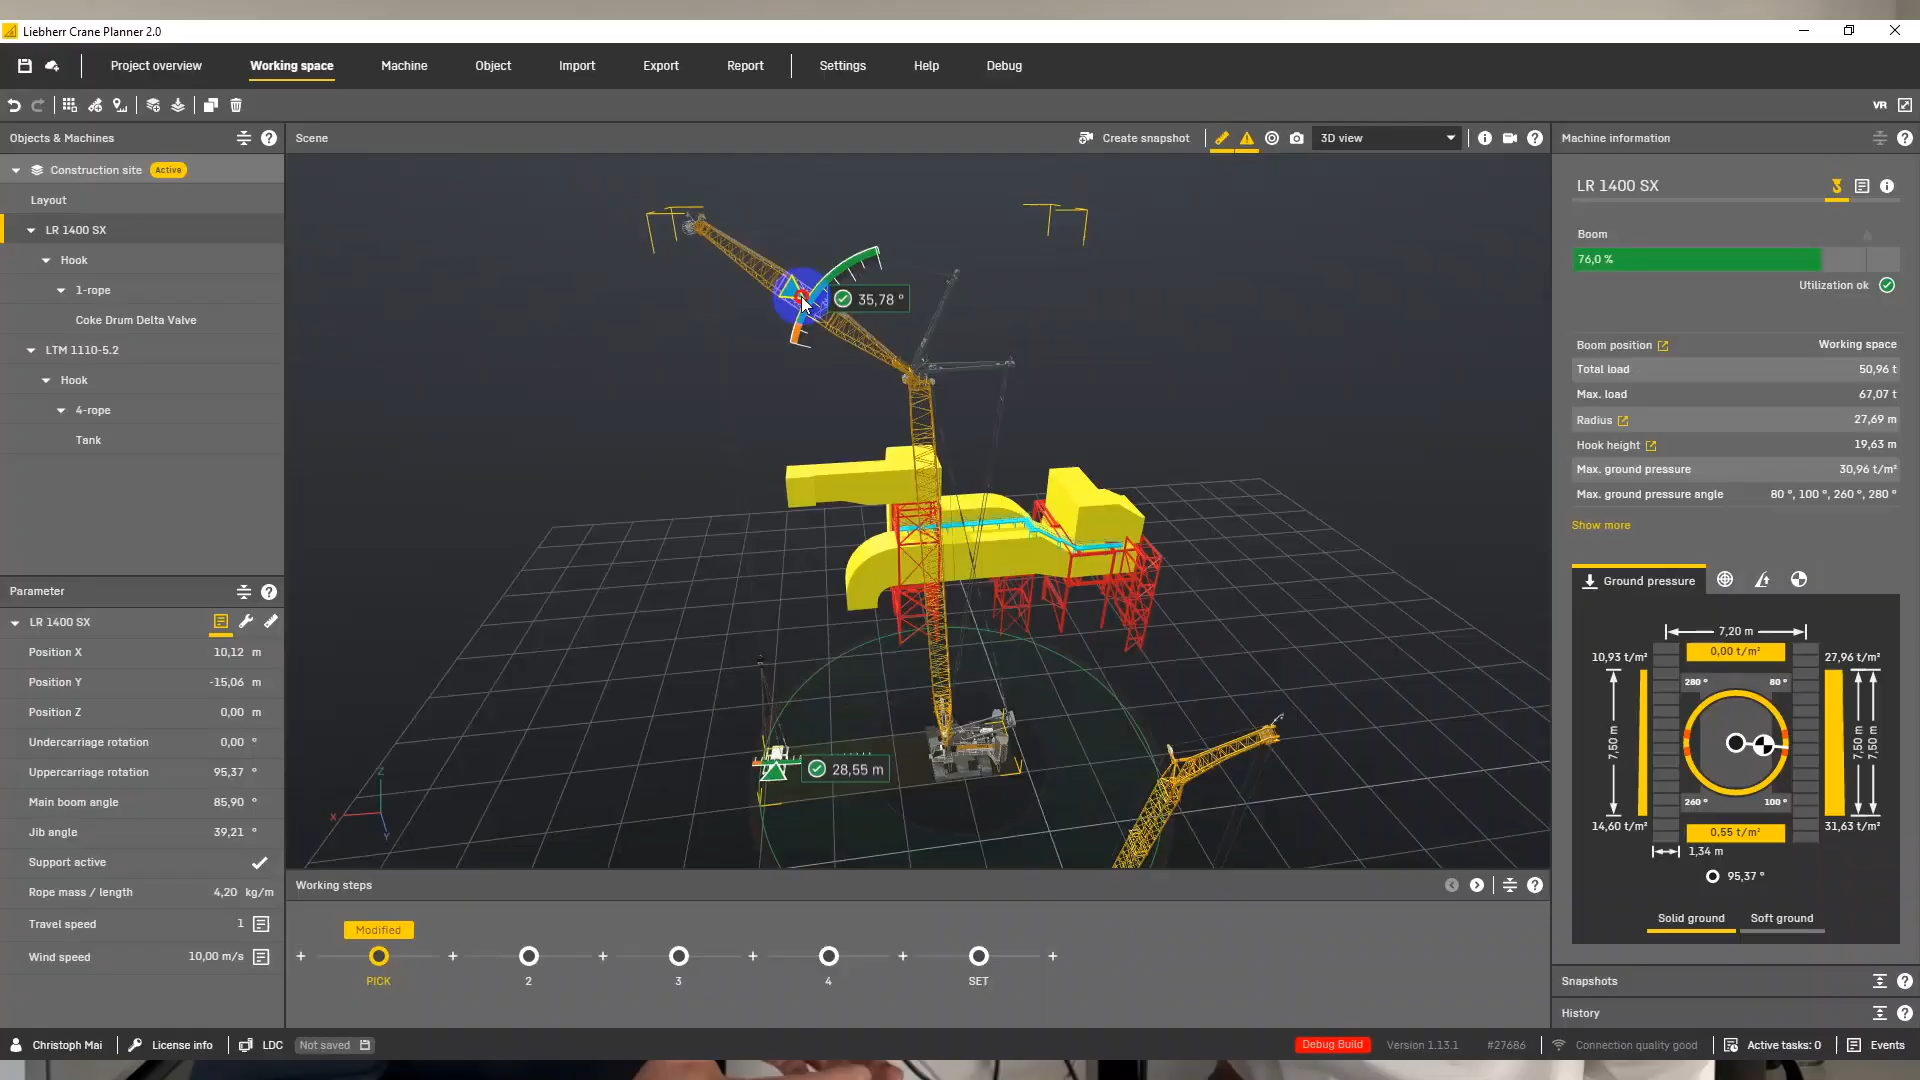 Liebherr Crane Planner 2.0
Project overview Working space Machine Object Import Export Report Settings Help Debug
VR
Objects & Machines
Construction site Active
Layout
LR 1400 SX
Hook
1-rope
Coke Drum Delta Valve
LTM 1110-5.2
Hook
4-rope
Tank
Parameter
LR 1400 SX
Position X 10,12 m
Position Y -15,06 m
Position Z 0,00 m
Undercarriage rotation 0,00 °
Uppercarriage rotation 95,37 °
Main boom angle 85,90 °
Jib angle 39,21 °
Support active
Rope mass / length 4,20 kg/m
Travel speed 1
Wind speed 10,00 m/s
Scene Create snapshot 3D view
35,78 °
28,55 m
Z
X
Y
Working steps
Modified
PICK 2 3 4 SET
Machine information
LR 1400 SX
Boom
76,0 %
Utilization ok
Boom position Working space
Total load 50,96 t
Max. load 67,07 t
Radius 27,69 m
Hook height 19,63 m
Max. ground pressure 30,96 t/m²
Max. ground pressure angle 80 °, 100 °, 260 °, 280 °
Show more
Ground pressure
7,20 m
10,93 t/m² 0,00 t/m² 27,96 t/m²
280 ° 80 °
7,50 m 7,50 m 7,50 m
260 ° 100 °
14,60 t/m² 0,55 t/m² 31,63 t/m²
1,34 m
95,37 °
Solid ground Soft ground
Snapshots
History
Christoph Mai License info LDC Not saved Debug Build Version 1.13.1 #27686 Connection quality good Active tasks: 0 Events